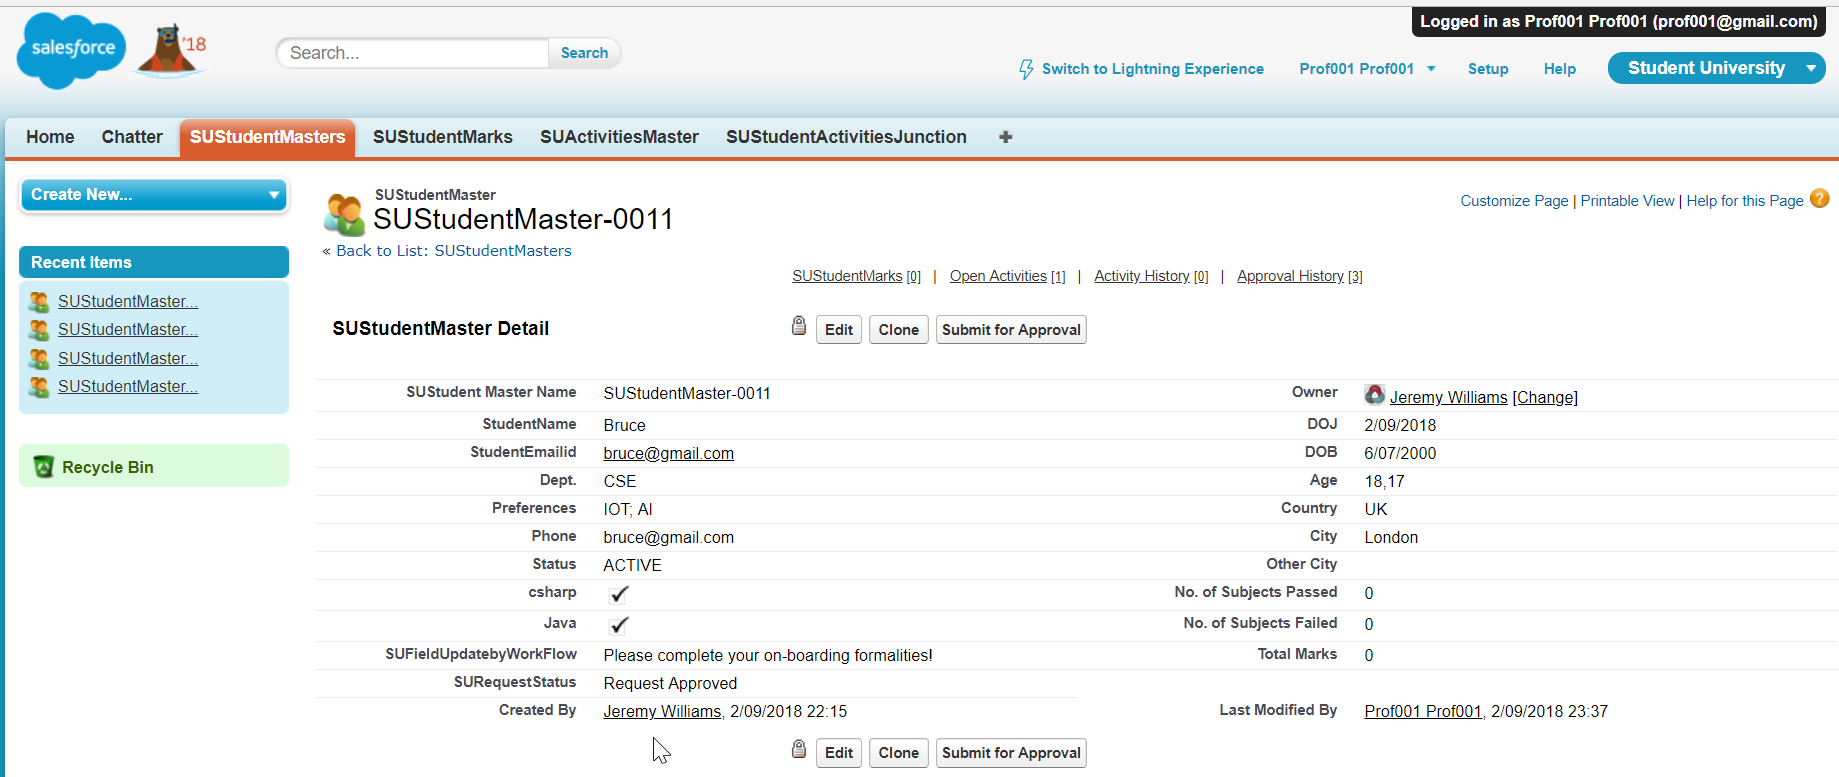 Logged in as Prof001 Prof001 (prof001@gmail.com)
salesforce
'18
Search...
Search
Switch to Lightning Experience
Prof001 Prof001
Setup
Help
Student University
Home
Chatter
SUStudentMasters
SUStudentMarks
SUActivitiesMaster
SUStudentActivitiesJunction
+
Create New...
Recent Items
SUStudentMaster...
SUStudentMaster...
SUStudentMaster...
SUStudentMaster...
Recycle Bin
SUStudentMaster
SUStudentMaster-0011
« Back to List: SUStudentMasters
Customize Page | Printable View | Help for this Page ?
SUStudentMarks [0] | Open Activities [1] | Activity History [0] | Approval History [3]
SUStudentMaster Detail
Edit
Clone
Submit for Approval
SUStudent Master Name SUStudentMaster-0011
Owner Jeremy Williams [Change]
StudentName Bruce
DOJ 2/09/2018
StudentEmailid bruce@gmail.com
DOB 6/07/2000
Dept. CSE
Age 18,17
Preferences IOT; AI
Country UK
Phone bruce@gmail.com
City London
Status ACTIVE
Other City
csharp
No. of Subjects Passed 0
Java
No. of Subjects Failed 0
SUFieldUpdatebyWorkFlow Please complete your on-boarding formalities!
Total Marks 0
SURequestStatus Request Approved
Created By Jeremy Williams, 2/09/2018 22:15
Last Modified By Prof001 Prof001, 2/09/2018 23:37
Edit
Clone
Submit for Approval